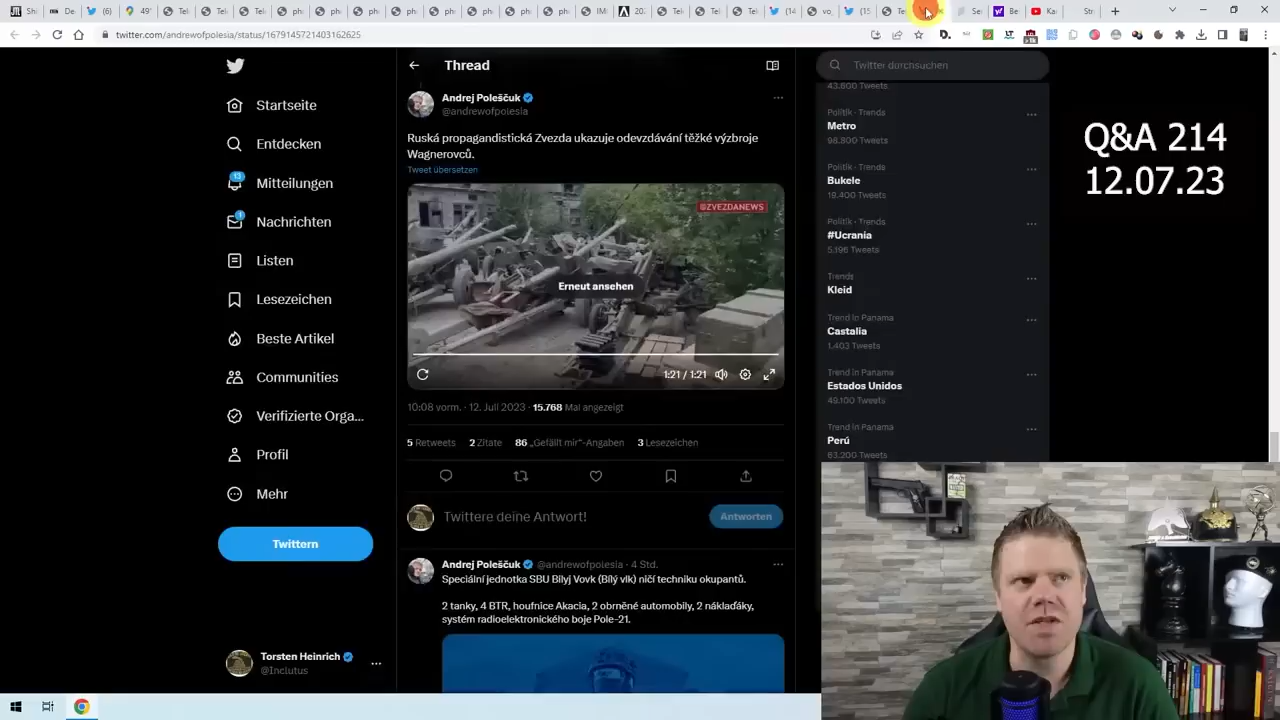 twitter.com/andrewofpolesia/status/1679145721403162625
Startseite
Entdecken
13
Mitteilungen
1
Nachrichten
Listen
Lesezeichen
Beste Artikel
Communities
Verifizierte Orga...
Profil
Mehr
Twittern
Torsten Heinrich
@Inclutus
Thread
Andrej Poleščuk
@andrewofpolesia
Ruská propagandistická Zvezda ukazuje odevzdávání těžké výzbroje
Wagnerovců.
Tweet übersetzen
@ZVEZDANEWS
Erneut ansehen
1:21 / 1:21
10:08 vorm. · 12. Juli 2023 · 15.768 Mal angezeigt
5 Retweets 2 Zitate 86 „Gefällt mir“-Angaben 3 Lesezeichen
Twittere deine Antwort!
Antworten
Andrej Poleščuk @andrewofpolesia · 4 Std.
Speciální jednotka SBU Bilyj Vovk (Bílý vlk) ničí techniku okupantů.
2 tanky, 4 BTR, houfnice Akacia, 2 obrněné automobily, 2 náklaďáky,
systém radioelektronického boje Pole-21.
Twitter durchsuchen
43.600 Tweets
Politik · Trends
Metro
98.300 Tweets
Politik · Trends
Bukele
19.400 Tweets
Politik · Trends
#Ucrania
5.196 Tweets
Trends
Kleid
Trend in Panama
Castalia
1.403 Tweets
Trend in Panama
Estados Unidos
49.100 Tweets
Trend in Panama
Perú
63.200 Tweets
Q&A 214
12.07.23